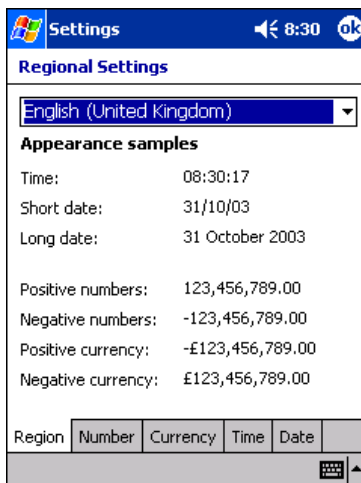 Settings 8:30 ok
Regional Settings
English (United Kingdom)
Appearance samples
Time: 08:30:17
Short date: 31/10/03
Long date: 31 October 2003
Positive numbers: 123,456,789.00
Negative numbers: -123,456,789.00
Positive currency: -£123,456,789.00
Negative currency: £123,456,789.00
Region Number Currency Time Date